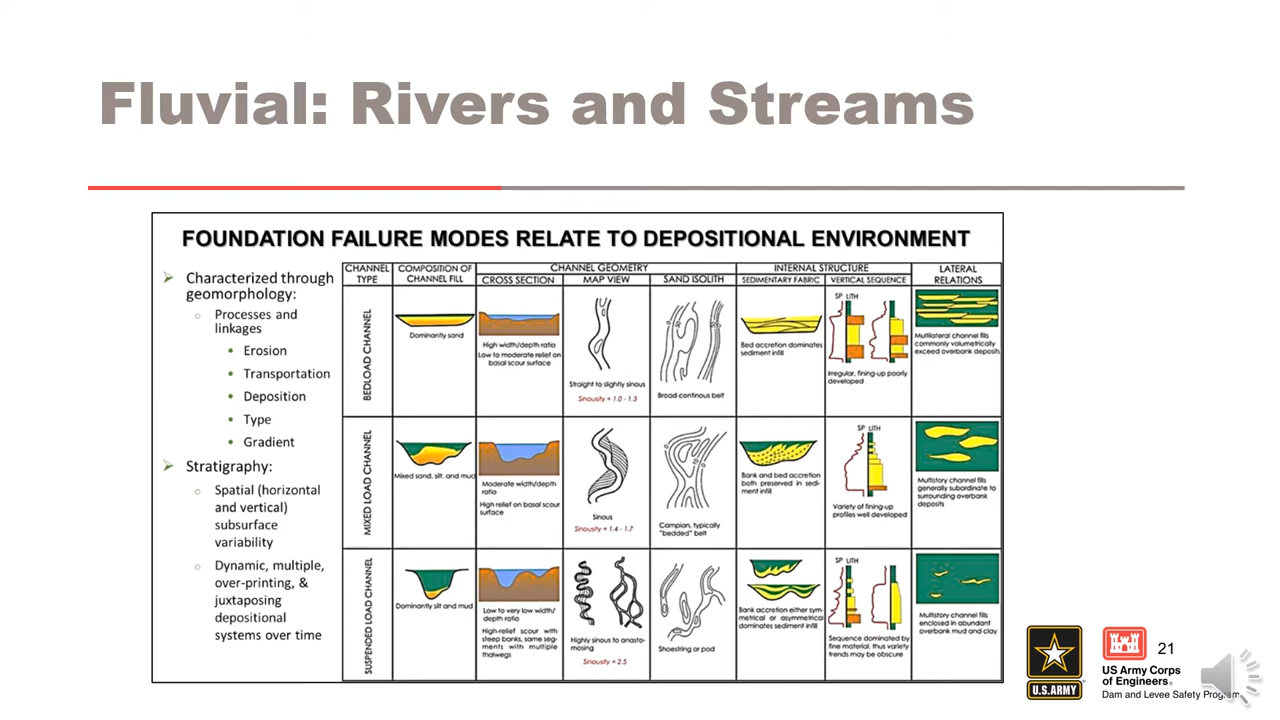 Fluvial: Rivers and Streams
FOUNDATION FAILURE MODES RELATE TO DEPOSITIONAL ENVIRONMENT
Characterized through
geomorphology:
Processes and
linkages
Erosion
Transportation
Deposition
Type
Gradient
Stratigraphy:
Spatial (horizontal
and vertical)
subsurface
variability
Dynamic, multiple,
over-printing, &
juxtaposing
depositional
systems over time
CHANNEL
TYPE
COMPOSITION OF
CHANNEL FILL
CHANNEL GEOMETRY
CROSS SECTION
MAP VIEW
SAND ISOLITH
INTERNAL STRUCTURE
SEDIMENTARY FABRIC
VERTICAL SEQUENCE
LATERAL
RELATIONS
BEDLOAD CHANNEL
Dominantly sand
High width/depth ratio
Low to moderate relief on
basal scour surface
Straight to slightly sinous
Sinousity = 1.0 - 1.3
Broad continous belt
Bed accretion dominates
sediment infill
SP LITH
Irregular, fining-up poorly
developed
Multilateral channel fills
commonly volumetrically
exceed overbank deposits
MIXED LOAD CHANNEL
Mixed sand, silt, and mud
Moderate width/depth
ratio
High relief on basal scour
surface
Sinous
Sinousity = 1.4 - 1.7
Campian, typically
"bedded" belt
Bank and bed accretion
both preserved in sedi-
ment infill
SP LITH
Variety of fining-up
profiles well developed
Multistory channel fills
generally subordinate to
surrounding overbank
deposits
SUSPENDED LOAD CHANNEL
Dominantly silt and mud
Low to very low width/
depth ratio
High-relief scour with
steep banks, same seg-
ments with multiple
thalwegs
Highly sinous to anasto-
mosing
Sinousity = 2.5
Shoestring or pod
Bank accretion either sym-
metrical or asymmetrical
dominates sediment infill
SP LITH
Sequence dominated by
fine material, thus variety
trends may be obscure
Multistory channel fills
enclosed in abundant
overbank mud and clay
U.S.ARMY
21
US Army Corps
of Engineers®
Dam and Levee Safety Program